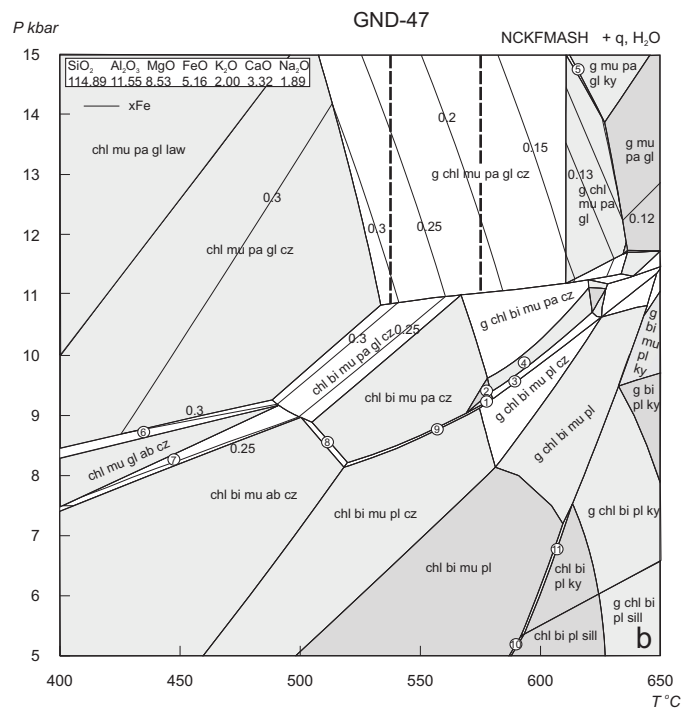 GND-47
P kbar
NCKFMASH + q, H₂O
SiO₂ Al₂O₃ MgO FeO K₂O CaO Na₂O
114.89 11.55 8.53 5.16 2.00 3.32 1.89
xFe
15
14
13
12
11
10
9
8
7
6
5
chl mu pa gl law
0.3
chl mu pa gl cz
0.3
0.25
0.2
0.15
g chl mu pa gl cz
5
g mu pa
gl ky
g mu
pa gl
0.13
g chl
mu pa
gl
0.12
0.3
0.25
chl bi mu pa gl cz
g chl bi mu pa cz
chl bi mu pa cz
4
3
2
1
g chl bi mu pl cz
g
bi
mu
pl
ky
g bi
pl ky
0.3
6
chl mu gl ab cz
7
0.25
8
9
chl bi mu ab cz
chl bi mu pl cz
g chl bi mu pl
g chl bi pl ky
chl bi mu pl
11
chl bi
pl ky
10
chl bi pl sill
g chl bi
pl sill
b
400
450
500
550
600
650
T °C